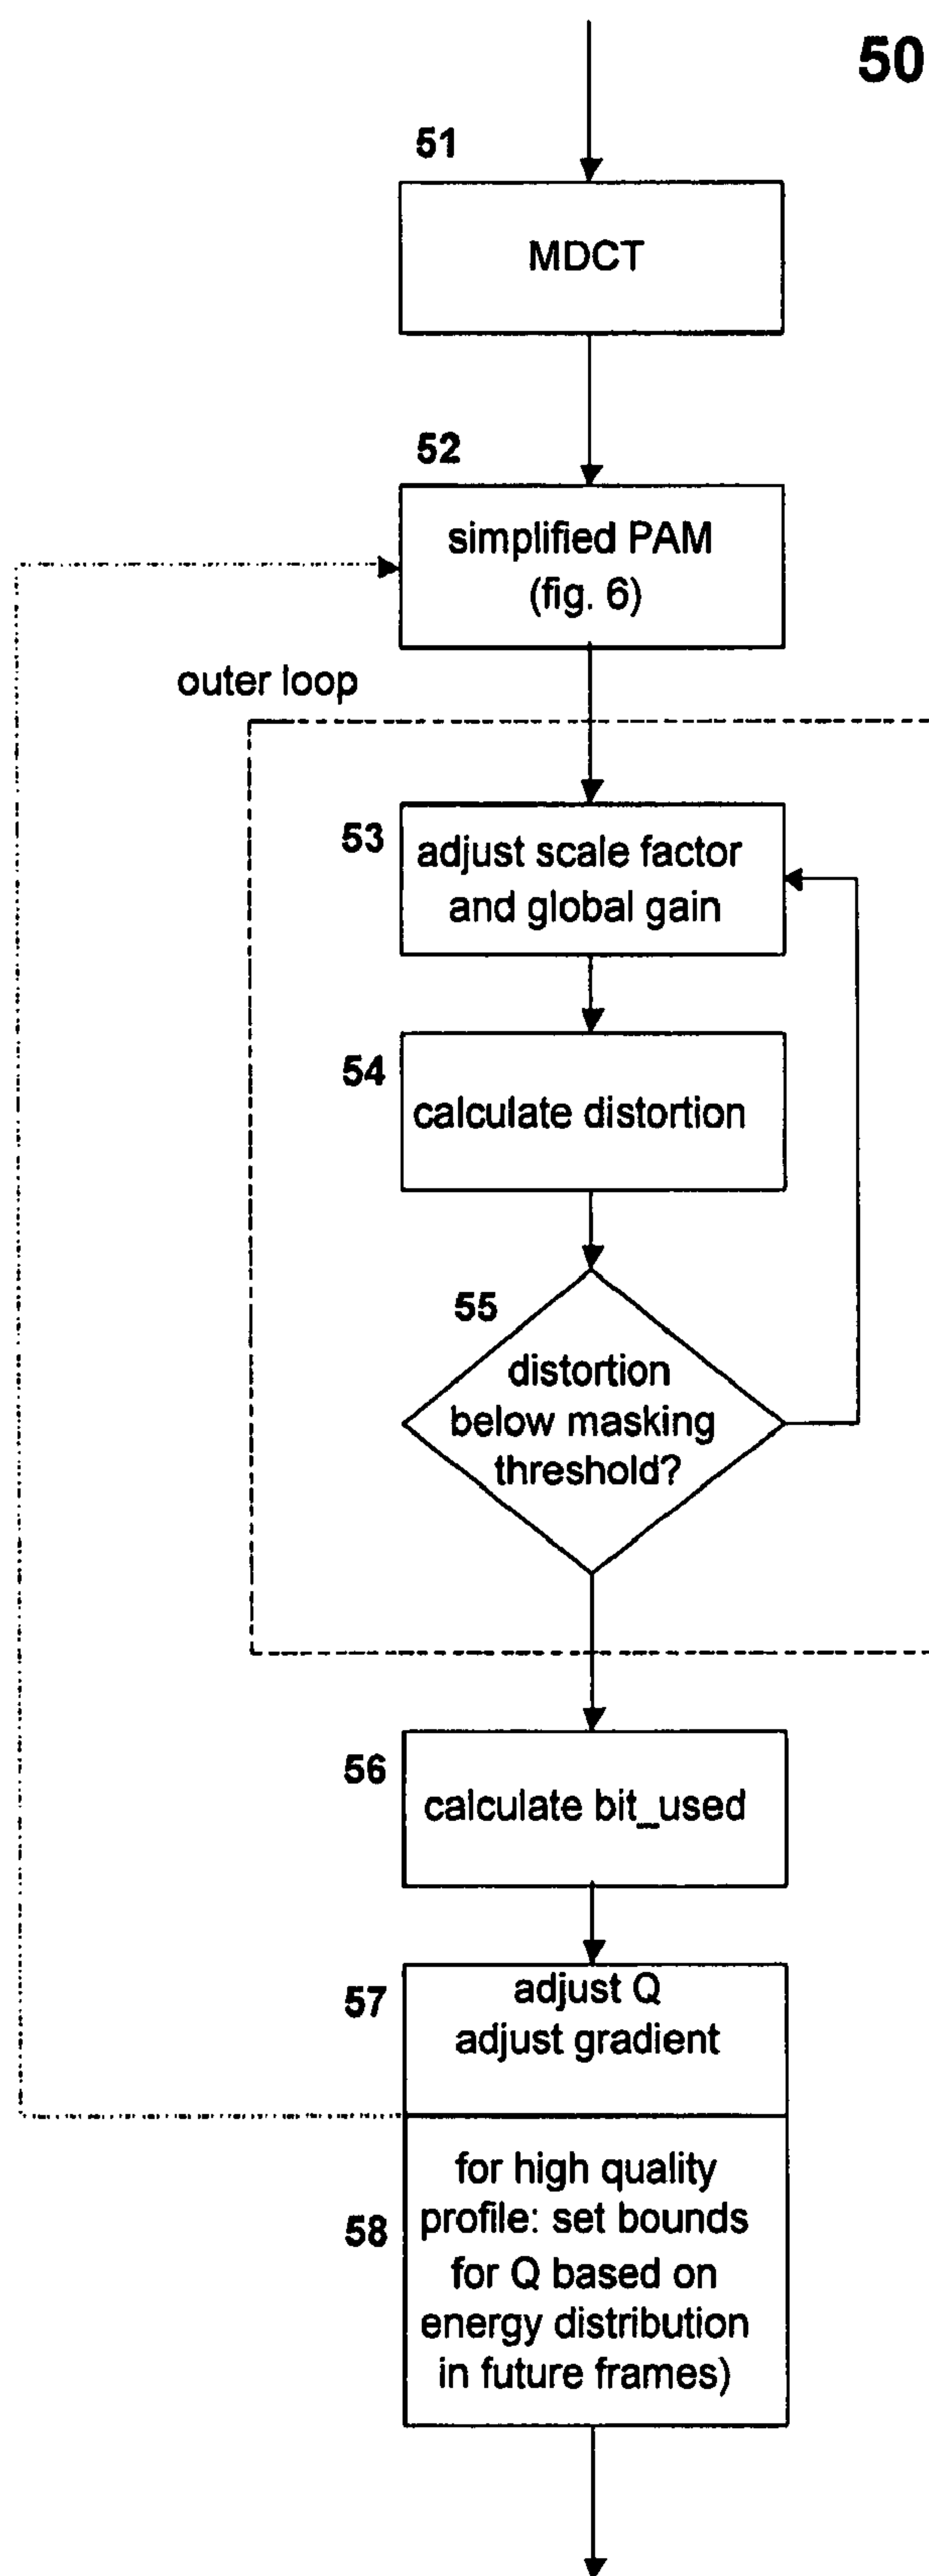 50
51
MDCT
52
simplified PAM
(fig. 6)
outer loop
53
adjust scale factor
and global gain
54
calculate distortion
55
distortion
below masking
threshold?
56
calculate bit_used
57
adjust Q
adjust gradient
58
for high quality
profile: set bounds
for Q based on
energy distribution
in future frames)